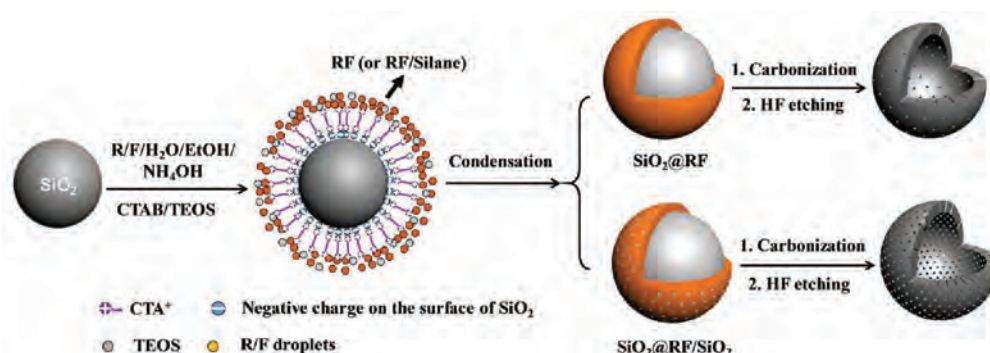 RF (or RF/Silane)
SiO₂
R/F/H₂O/EtOH/
NH₄OH
CTAB/TEOS
Condensation
SiO₂@RF
1. Carbonization
2. HF etching
SiO₂@RF/SiO₂
1. Carbonization
2. HF etching
CTA⁺
Negative charge on the surface of SiO₂
TEOS
R/F droplets